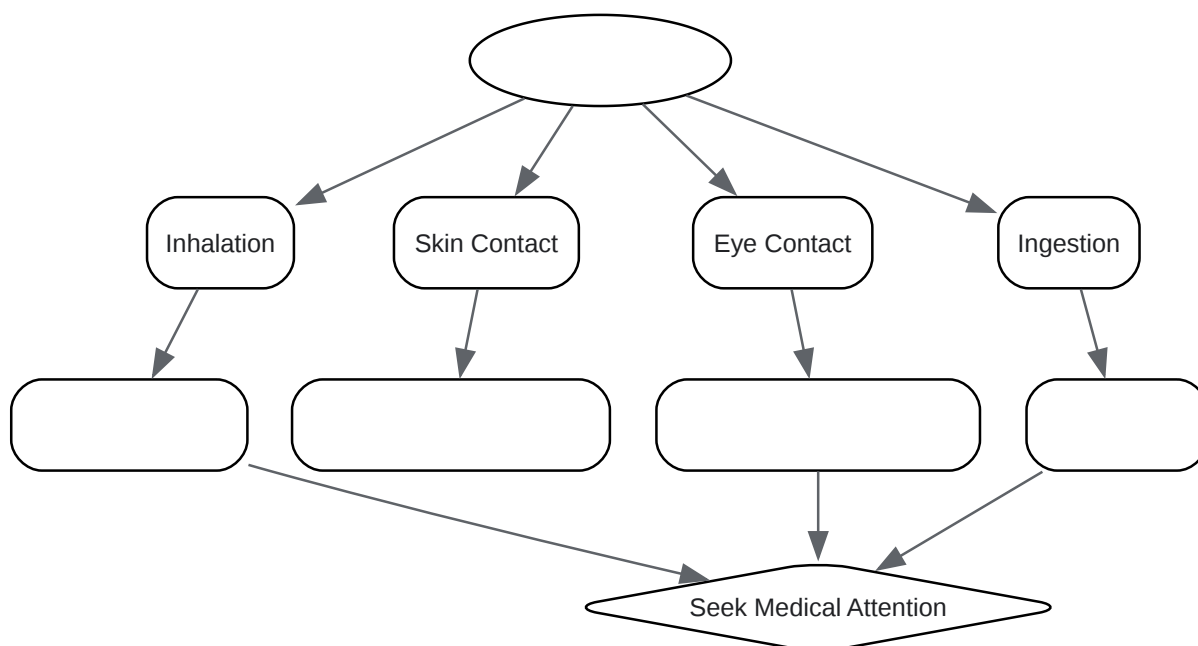 Inhalation
Skin Contact
Eye Contact
Ingestion
Seek Medical Attention